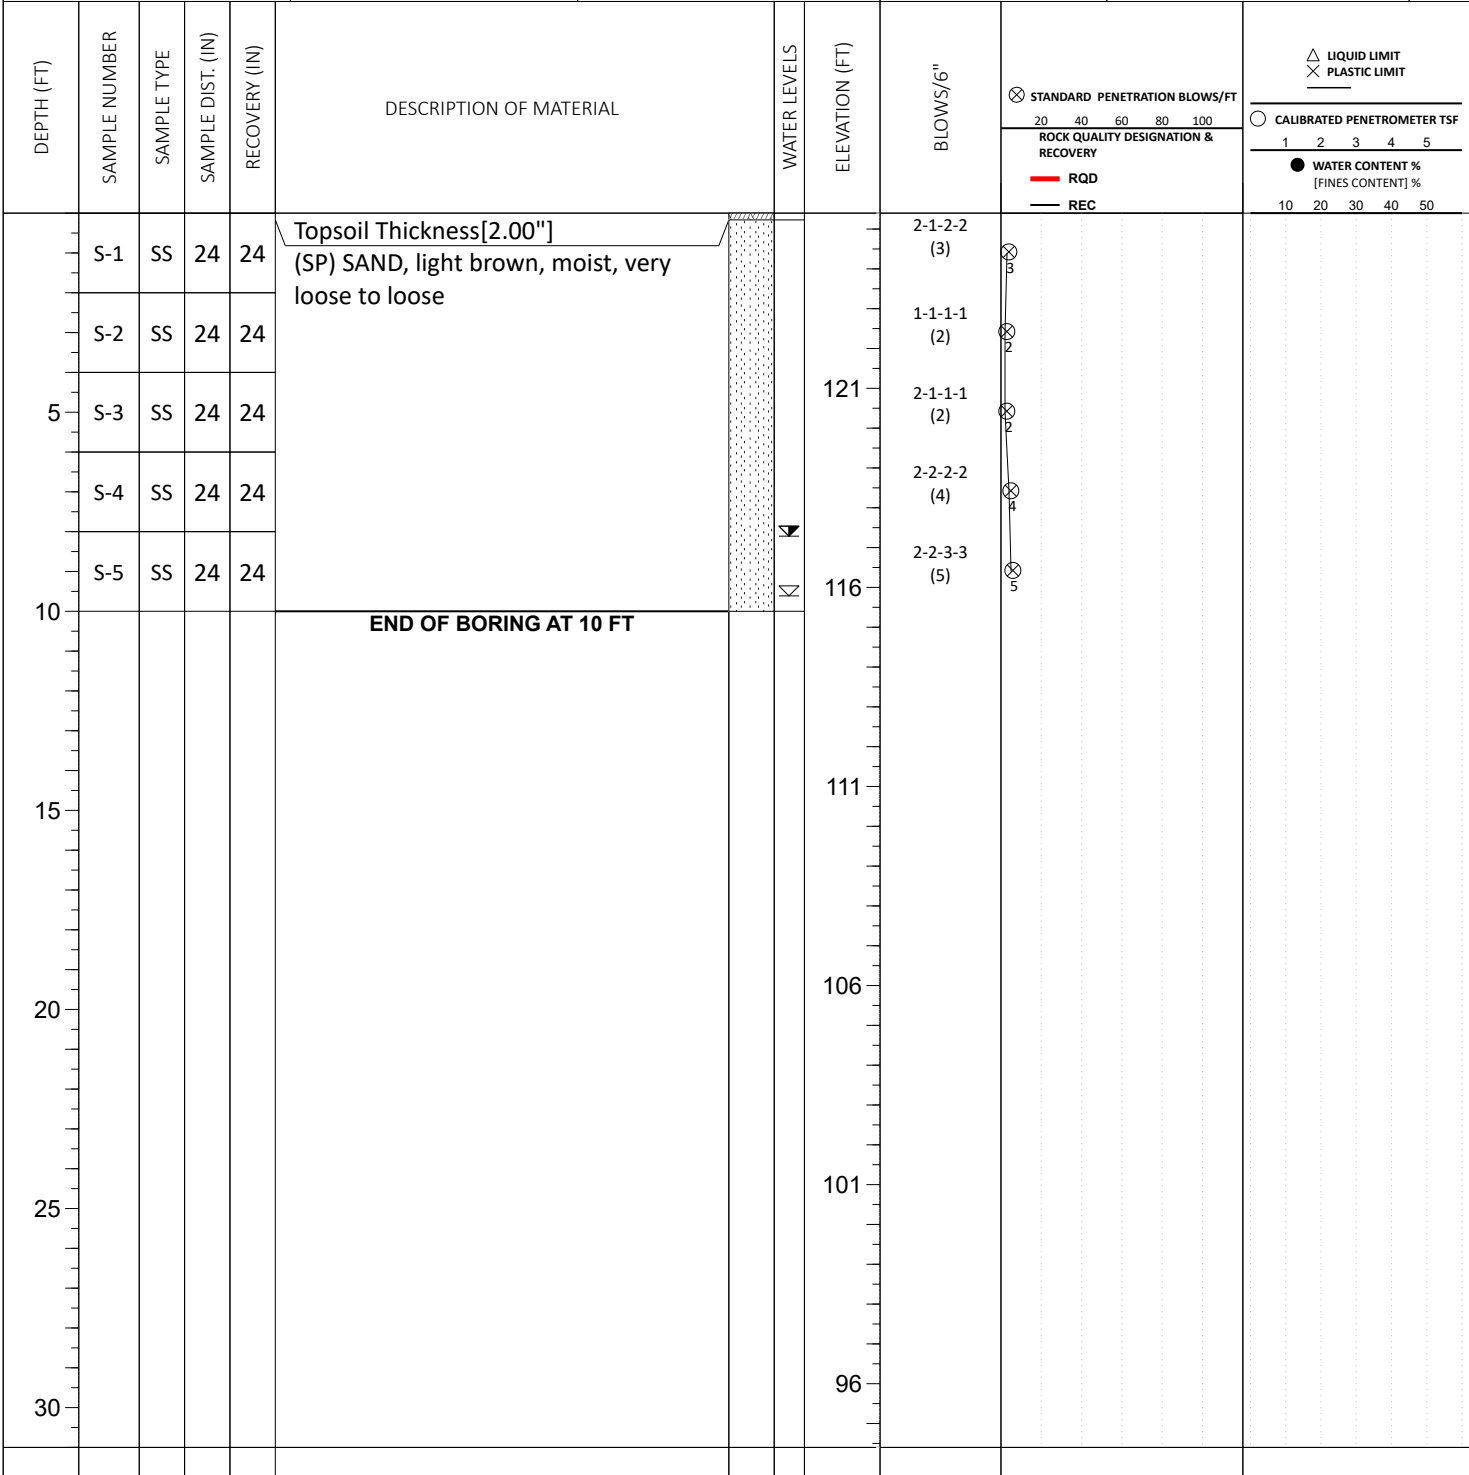 DEPTH (FT)
SAMPLE NUMBER
SAMPLE TYPE
SAMPLE DIST. (IN)
RECOVERY (IN)
DESCRIPTION OF MATERIAL
WATER LEVELS
ELEVATION (FT)
BLOWS/6"
STANDARD PENETRATION BLOWS/FT
20 40 60 80 100
ROCK QUALITY DESIGNATION &
RECOVERY
RQD
REC
LIQUID LIMIT
PLASTIC LIMIT
CALIBRATED PENETROMETER TSF
1 2 3 4 5
WATER CONTENT %
[FINES CONTENT] %
10 20 30 40 50
Topsoil Thickness[2.00"]
(SP) SAND, light brown, moist, very
loose to loose
S-1 SS 24 24
2-1-2-2
(3)
3
S-2 SS 24 24
1-1-1-1
(2)
2
121
5
S-3 SS 24 24
2-1-1-1
(2)
2
S-4 SS 24 24
2-2-2-2
(4)
4
S-5 SS 24 24
2-2-3-3
(5)
5
116
10
END OF BORING AT 10 FT
111
15
106
20
101
25
96
30